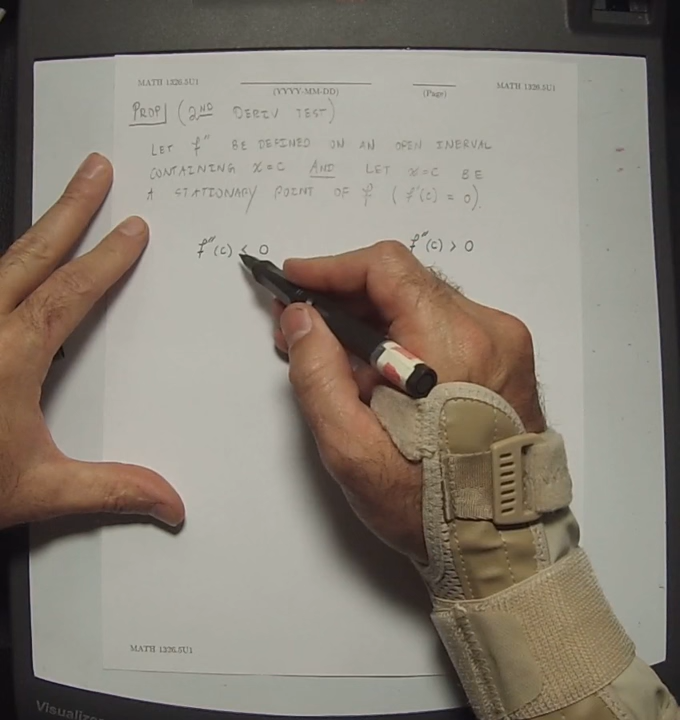 MATH 1326.5U1
(YYYY-MM-DD)
(Page)
MATH 1326.5U1
PROP (2ND DERIV TEST)
LET f'' BE DEFINED ON AN OPEN INERVAL
CONTAINING x=C AND LET x=C BE
A STATIONARY POINT OF f (f'(c) = 0).
f''(c) < 0
f''(c) > 0
MATH 1326.5U1
Visualize